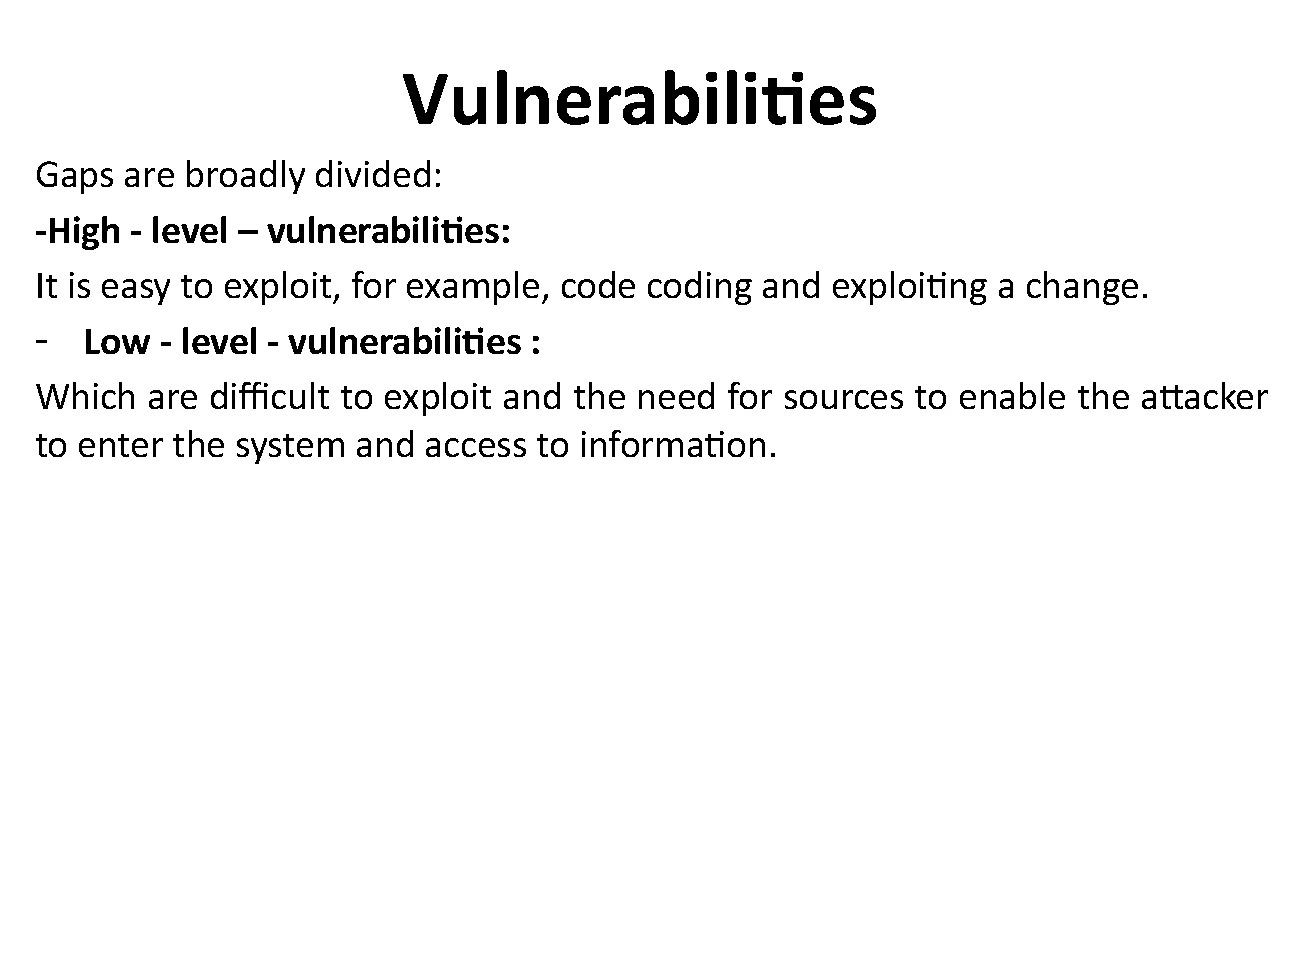 Vulnerabilities
Gaps are broadly divided:
-High - level – vulnerabilities:
It is easy to exploit, for example, code coding and exploiting a change.
- Low - level - vulnerabilities :
Which are difficult to exploit and the need for sources to enable the attacker
to enter the system and access to information.